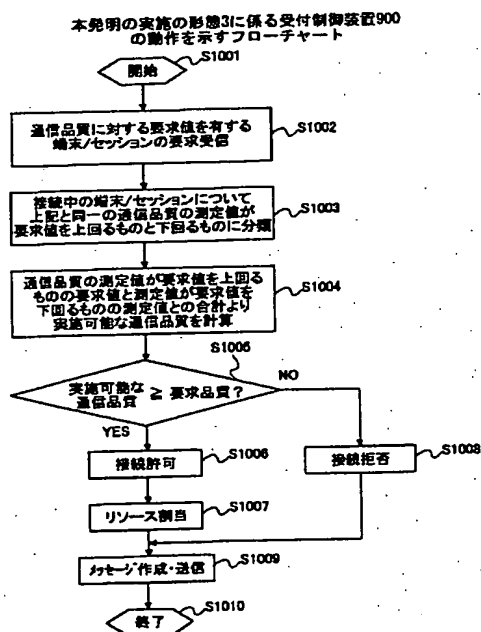 本発明の実施の形態3に係る受付制御装置900
の動作を示すフローチャート
S1001
開始
通信品質に対する要求値を有する
端末/セッションの要求受信
S1002
接続中の端末/セッションについて
上記と同一の通信品質の測定値が
要求値を上回るものと下回るものに分類
S1003
通信品質の測定値が要求値を上回る
ものの要求値と測定値が要求値を
下回るものの測定値との合計より
実施可能な通信品質を計算
S1004
S1005
実施可能な
通信品質 ≧ 要求品質?
NO
YES
接続許可
S1006
接続拒否
S1008
リソース割当
S1007
メッセージ作成・送信
S1009
終了
S1010